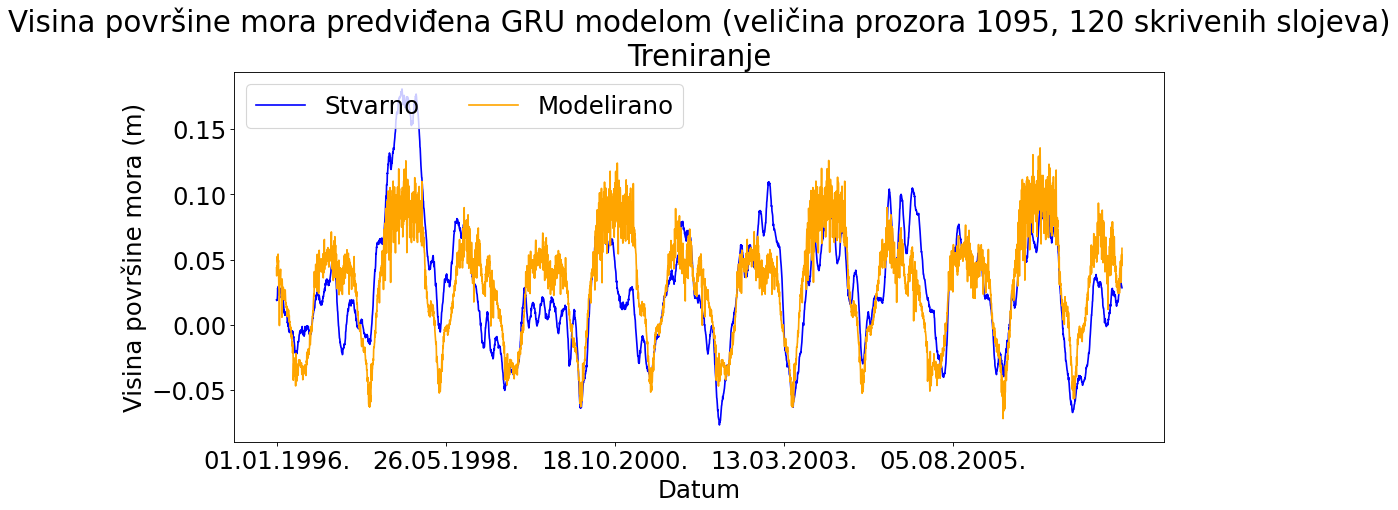 Visina površine mora predviđena GRU modelom (veličina prozora 1095, 120 skrivenih slojeva)
Treniranje
Stvarno Modelirano
Visina površine mora (m)
0.15
0.10
0.05
0.00
−0.05
01.01.1996. 26.05.1998. 18.10.2000. 13.03.2003. 05.08.2005.
Datum